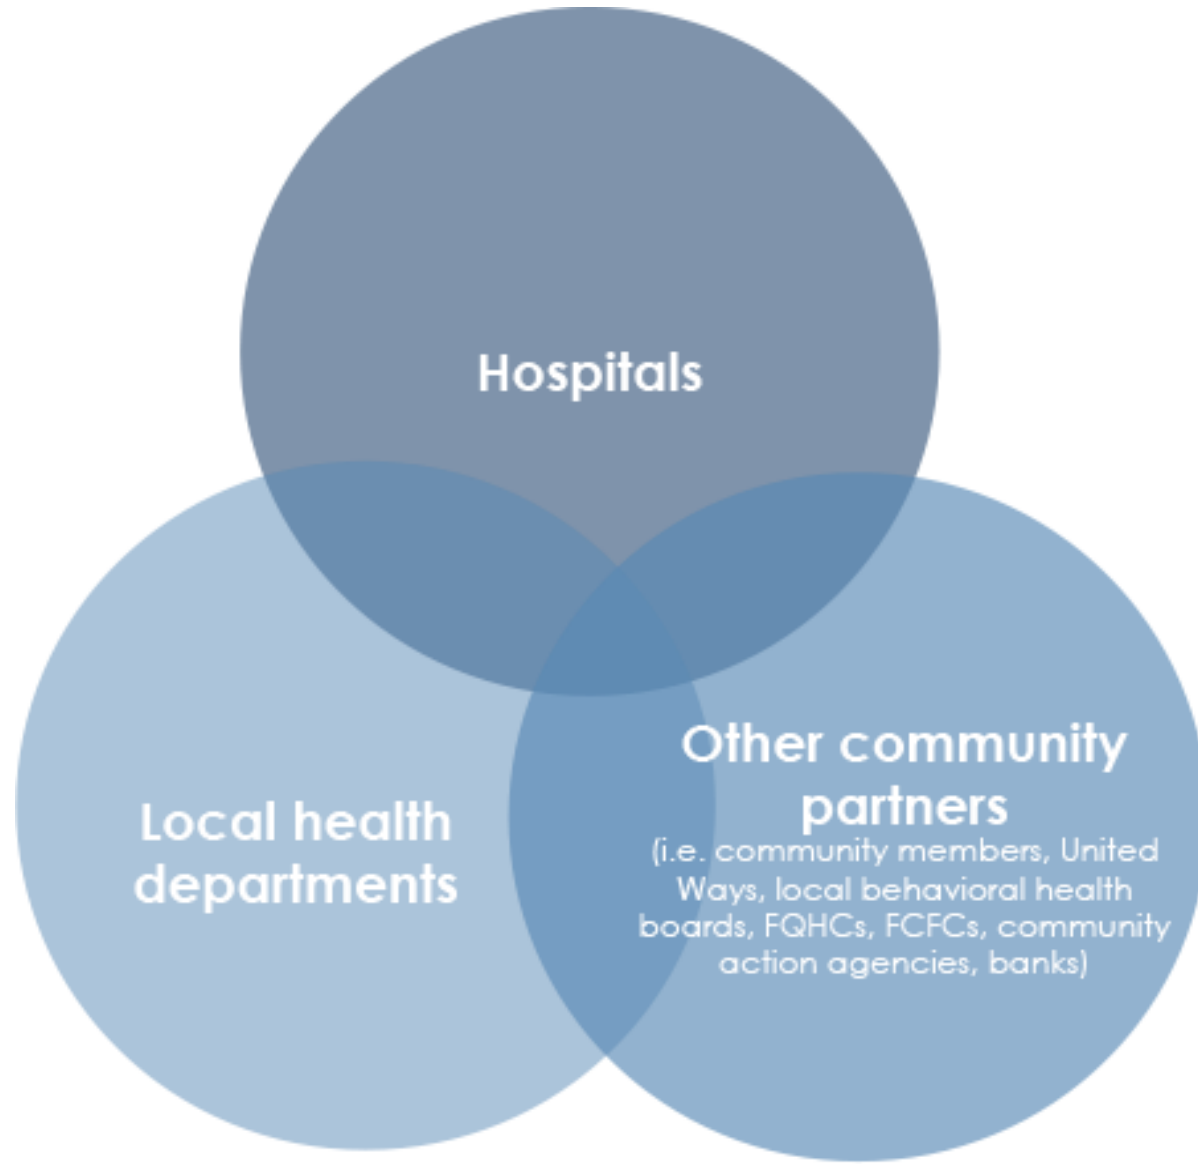 Hospitals
Local health
departments
Other community
partners
(i.e. community members, United
Ways, local behavioral health
boards, FQHCs, FCFCs, community
action agencies, banks)